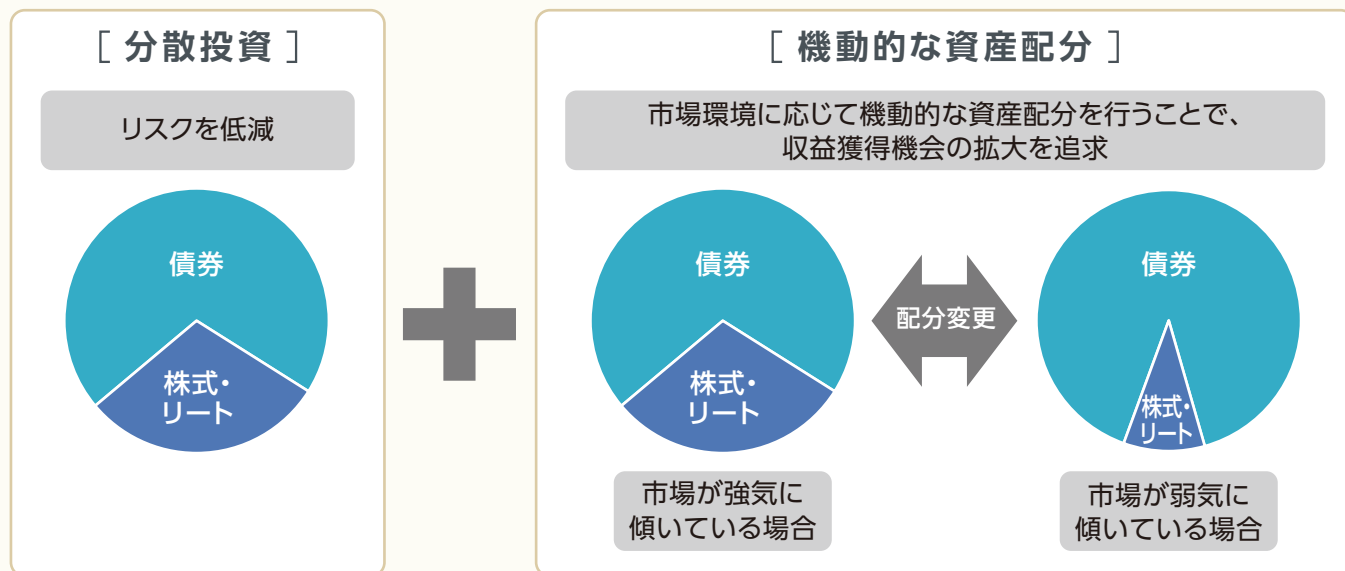 ［ 分散投資 ］
リスクを低減
債券
株式・
リート
［ 機動的な資産配分 ］
市場環境に応じて機動的な資産配分を行うことで、
収益獲得機会の拡大を追求
債券
株式・
リート
市場が強気に
傾いている場合
配分変更
債券
株式・
リート
市場が弱気に
傾いている場合